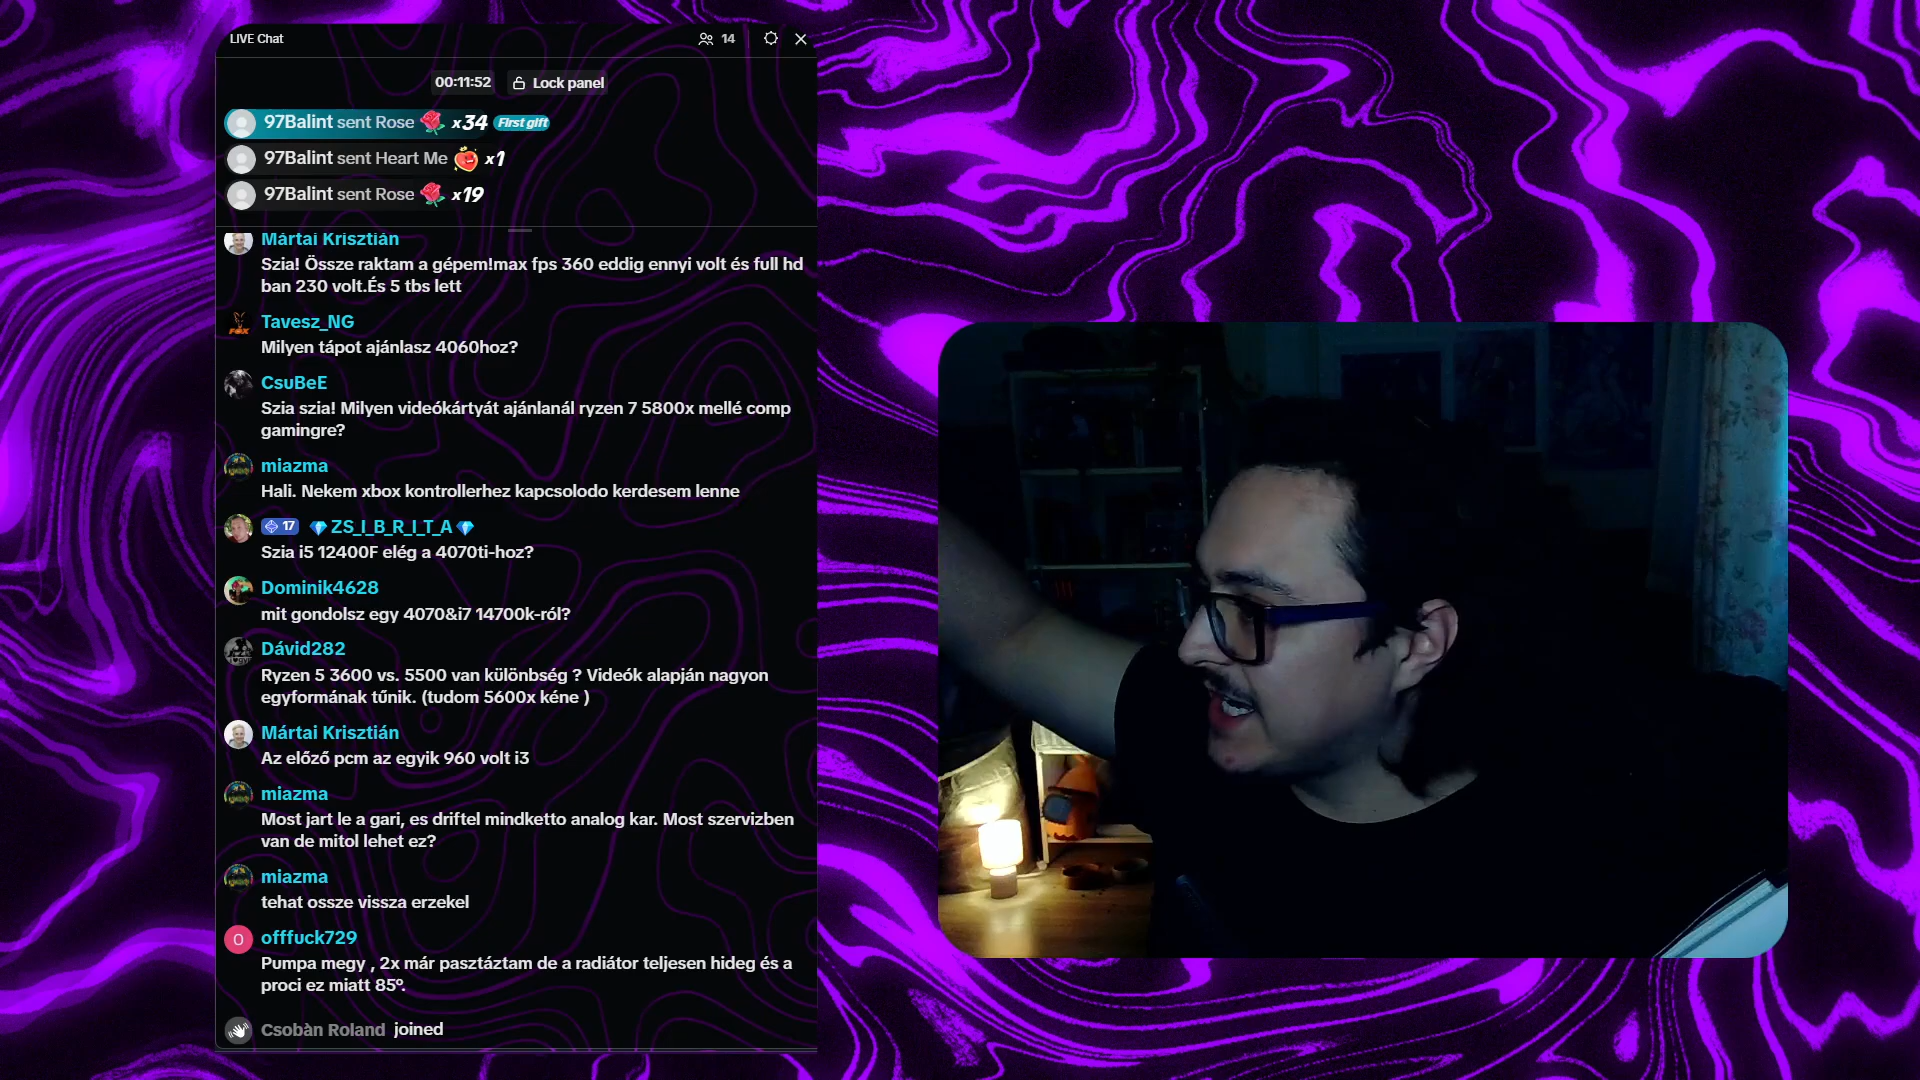 LIVE Chat
14
00:11:52 Lock panel
97Balint sent Rose x34 First gift
97Balint sent Heart Me x1
97Balint sent Rose x19
Mártai Krisztián
Szia! Össze raktam a gépem!max fps 360 eddig ennyi volt és full hd
ban 230 volt.És 5 tbs lett
Tavesz_NG
Milyen tápot ajánlasz 4060hoz?
CsuBeE
Szia szia! Milyen videókártyát ajánlanál ryzen 7 5800x mellé comp
gamingre?
miazma
Hali. Nekem xbox kontrollerhez kapcsolodo kerdesem lenne
17 💎ZS_I_B_R_I_T_A💎
Szia i5 12400F elég a 4070ti-hoz?
Dominik4628
mit gondolsz egy 4070&i7 14700k-ról?
Dávid282
Ryzen 5 3600 vs. 5500 van különbség ? Videók alapján nagyon
egyformának tűnik. (tudom 5600x kéne )
Mártai Krisztián
Az előző pcm az egyik 960 volt i3
miazma
Most jart le a gari, es driftel mindketto analog kar. Most szervizben
van de mitol lehet ez?
miazma
tehat ossze vissza erzekel
O offfuck729
Pumpa megy , 2x már pasztáztam de a radiátor teljesen hideg és a
proci ez miatt 85º.
Csobàn Roland joined